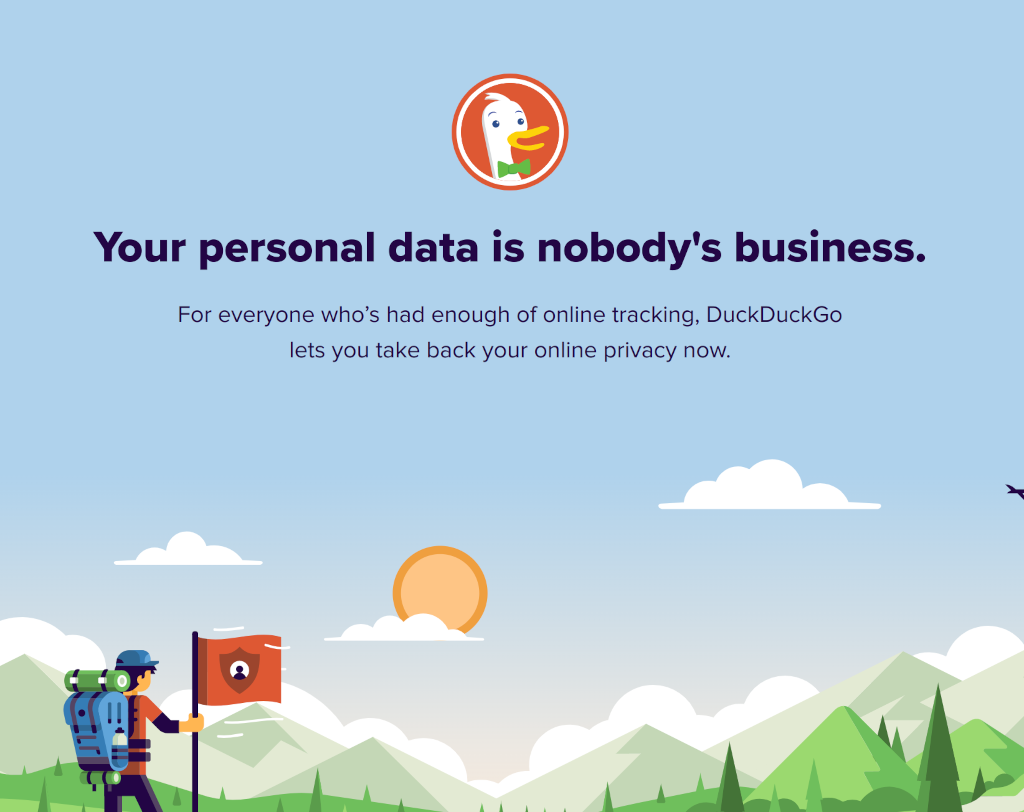 Your personal data is nobody's business.
For everyone who’s had enough of online tracking, DuckDuckGo
lets you take back your online privacy now.